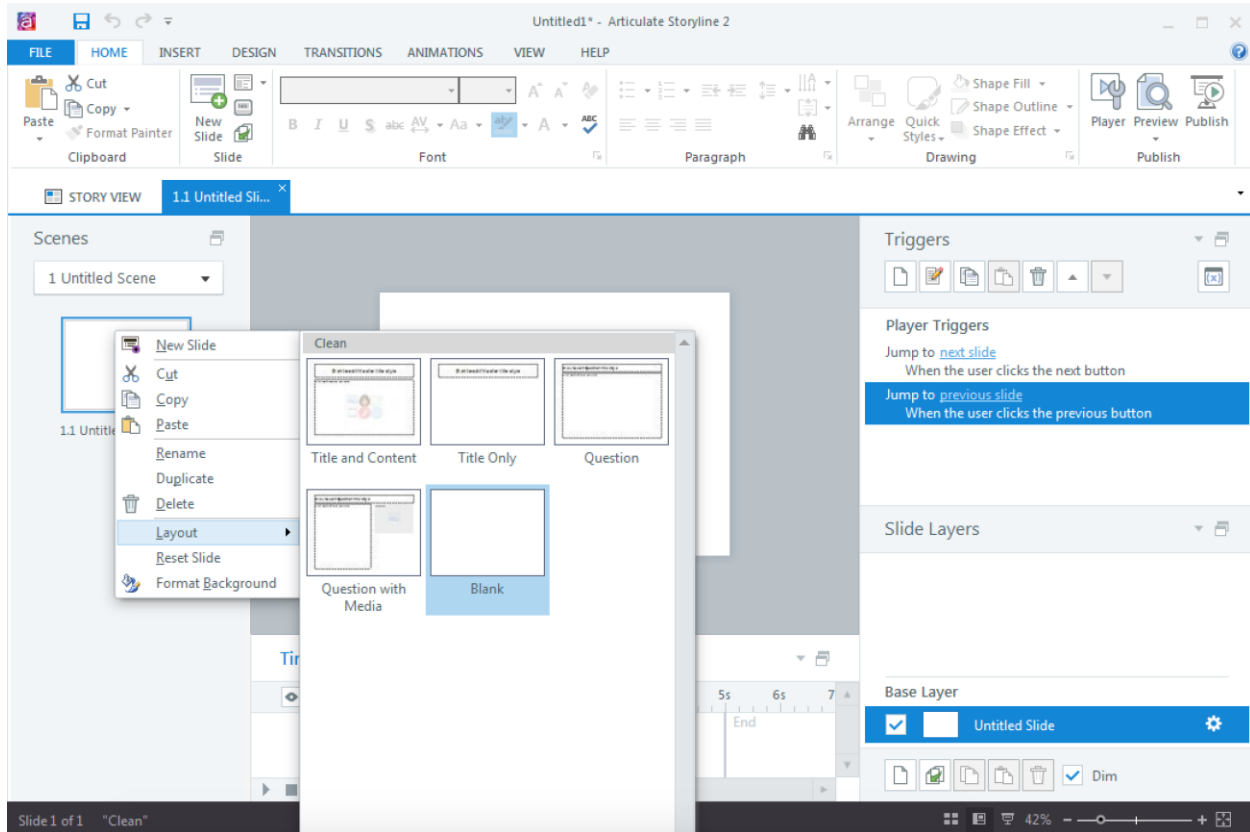 Untitled1* - Articulate Storyline 2
FILE HOME INSERT DESIGN TRANSITIONS ANIMATIONS VIEW HELP
Paste
Cut
Copy
Format Painter
Clipboard
New
Slide
Slide
A A
B I U S abc AV Aa aby A ABC
Font
Paragraph
Arrange
Quick
Styles
Shape Fill
Shape Outline
Shape Effect
Drawing
Player Preview Publish
Publish
STORY VIEW 1.1 Untitled Sli...
Scenes
1 Untitled Scene
1.1 Untitle
New Slide
Cut
Copy
Paste
Rename
Duplicate
Delete
Layout
Reset Slide
Format Background
Clean
Title and Content
Title Only
Question
Question with
Media
Blank
Tir
5s 6s 7
End
Triggers
(x)
Player Triggers
Jump to next slide
When the user clicks the next button
Jump to previous slide
When the user clicks the previous button
Slide Layers
Base Layer
Untitled Slide
Dim
Slide 1 of 1 "Clean"
42%